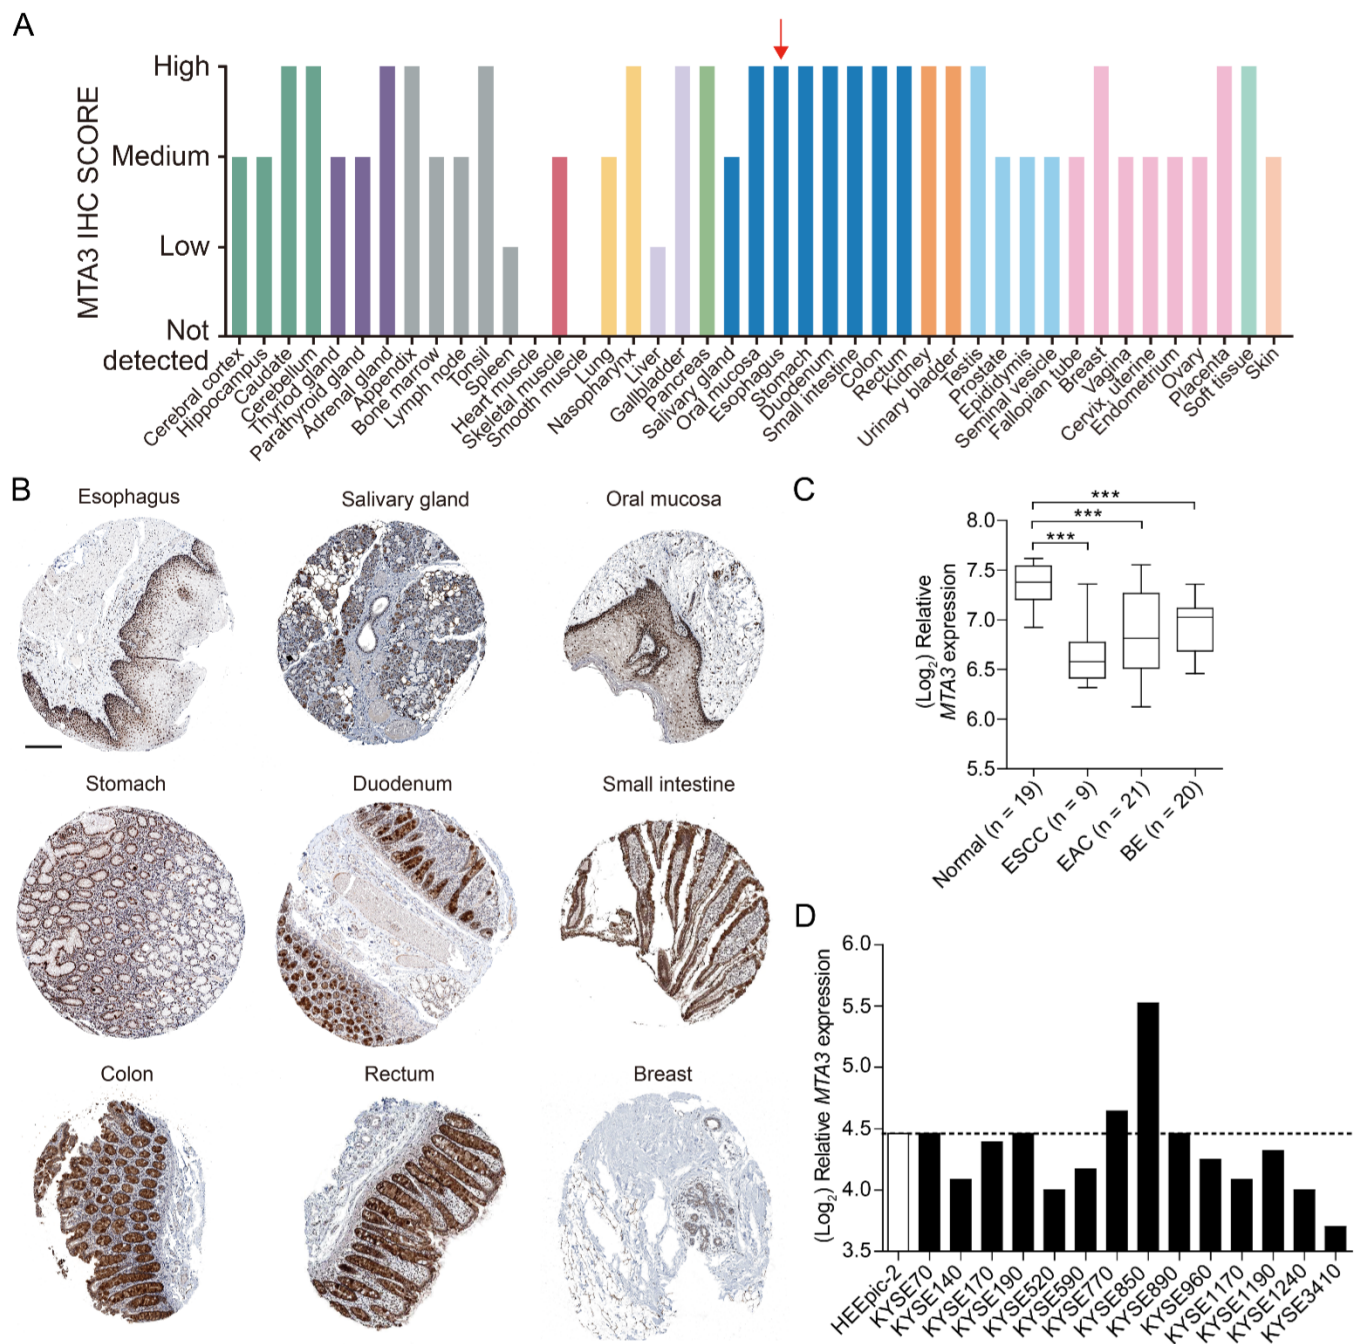 A
MTA3 IHC SCORE
High
Medium
Low
Not
detected
Cerebral cortex
Hippocampus
Caudate
Cerebellum
Thyriod gland
Parathyroid gland
Adrenal gland
Appendix
Bone marrow
Lymph node
Tonsil
Spleen
Heart muscle
Skeletal muscle
Smooth muscle
Lung
Nasopharynx
Liver
Gallbladder
Pancreas
Salivary gland
Oral mucosa
Esophagus
Stomach
Duodenum
Small intestine
Colon
Rectum
Kidney
Urinary bladder
Testis
Prostate
Epididymis
Seminal vesicle
Fallopian tube
Breast
Vagina
Cervix, uterine
Endometrium
Ovary
Placenta
Soft tissue
Skin
B
Esophagus
Salivary gland
Oral mucosa
Stomach
Duodenum
Small intestine
Colon
Rectum
Breast
C
(Log₂) Relative
MTA3 expression
8.0
7.5
7.0
6.5
6.0
5.5
***
***
***
Normal (n = 19)
ESCC (n = 9)
EAC (n = 21)
BE (n = 20)
D
(Log₂) Relative MTA3 expression
6.0
5.5
5.0
4.5
4.0
3.5
HEEpic-2
KYSE70
KYSE140
KYSE170
KYSE190
KYSE520
KYSE590
KYSE770
KYSE850
KYSE890
KYSE960
KYSE1170
KYSE1190
KYSE1240
KYSE3410